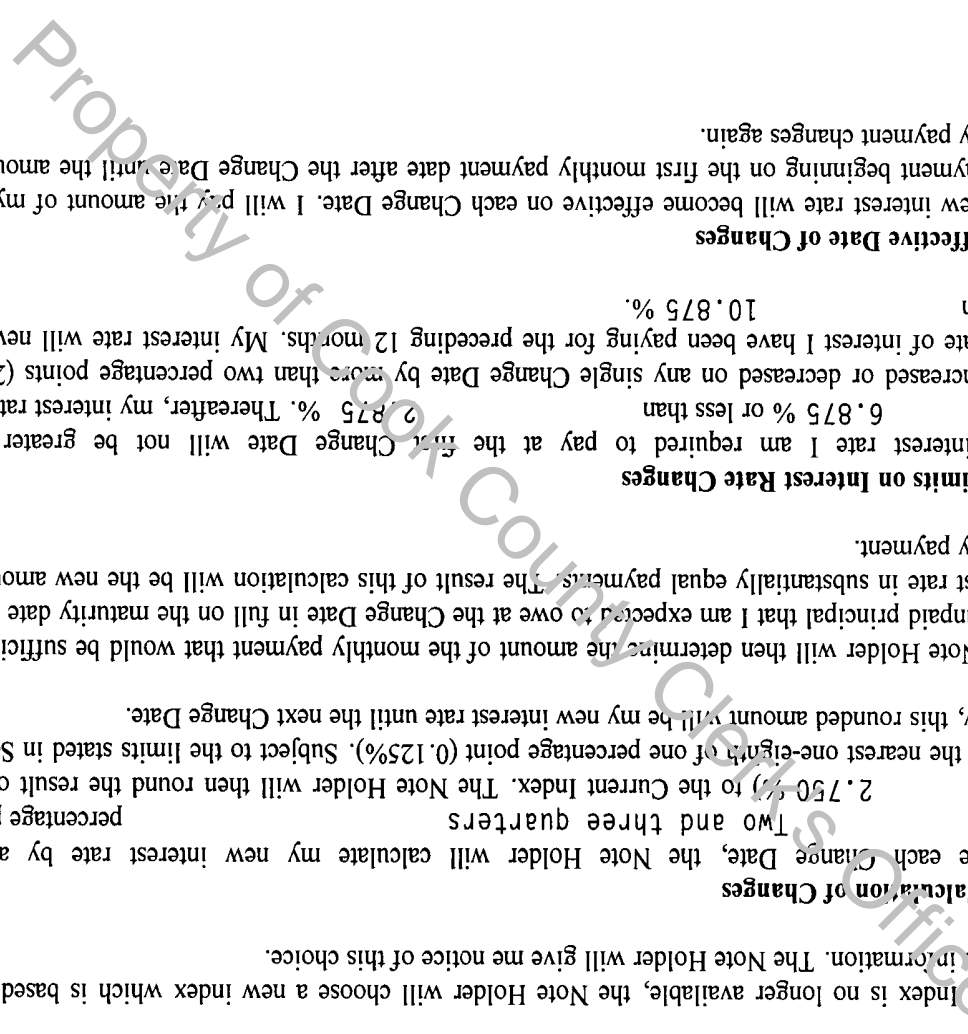 Index is no longer available, the Note Holder will choose a new index which is based
information. The Note Holder will give me notice of this choice.
alculation of Changes
e each Change Date, the Note Holder will calculate my new interest rate by a
Two and three quarters percentage
2.750 %) to the Current Index. The Note Holder will then round the result o
the nearest one-eighth of one percentage point (0.125%). Subject to the limits stated in S
, this rounded amount will be my new interest rate until the next Change Date.
Note Holder will then determine the amount of the monthly payment that would be suffici
npaid principal that I am expected to owe at the Change Date in full on the maturity date
st rate in substantially equal payments. The result of this calculation will be the new amou
y payment.
imits on Interest Rate Changes
interest rate I am required to pay at the first Change Date will not be greater
6.875 % or less than 2.875 %. Thereafter, my interest rat
ncreased or decreased on any single Change Date by more than two percentage points (2
ate of interest I have been paying for the preceding 12 months. My interest rate will nev
n 10.875 %.
ffective Date of Changes
ew interest rate will become effective on each Change Date. I will pay the amount of my
ayment beginning on the first monthly payment date after the Change Date until the amou
y payment changes again.
Property of Cook County Clerk's Offic